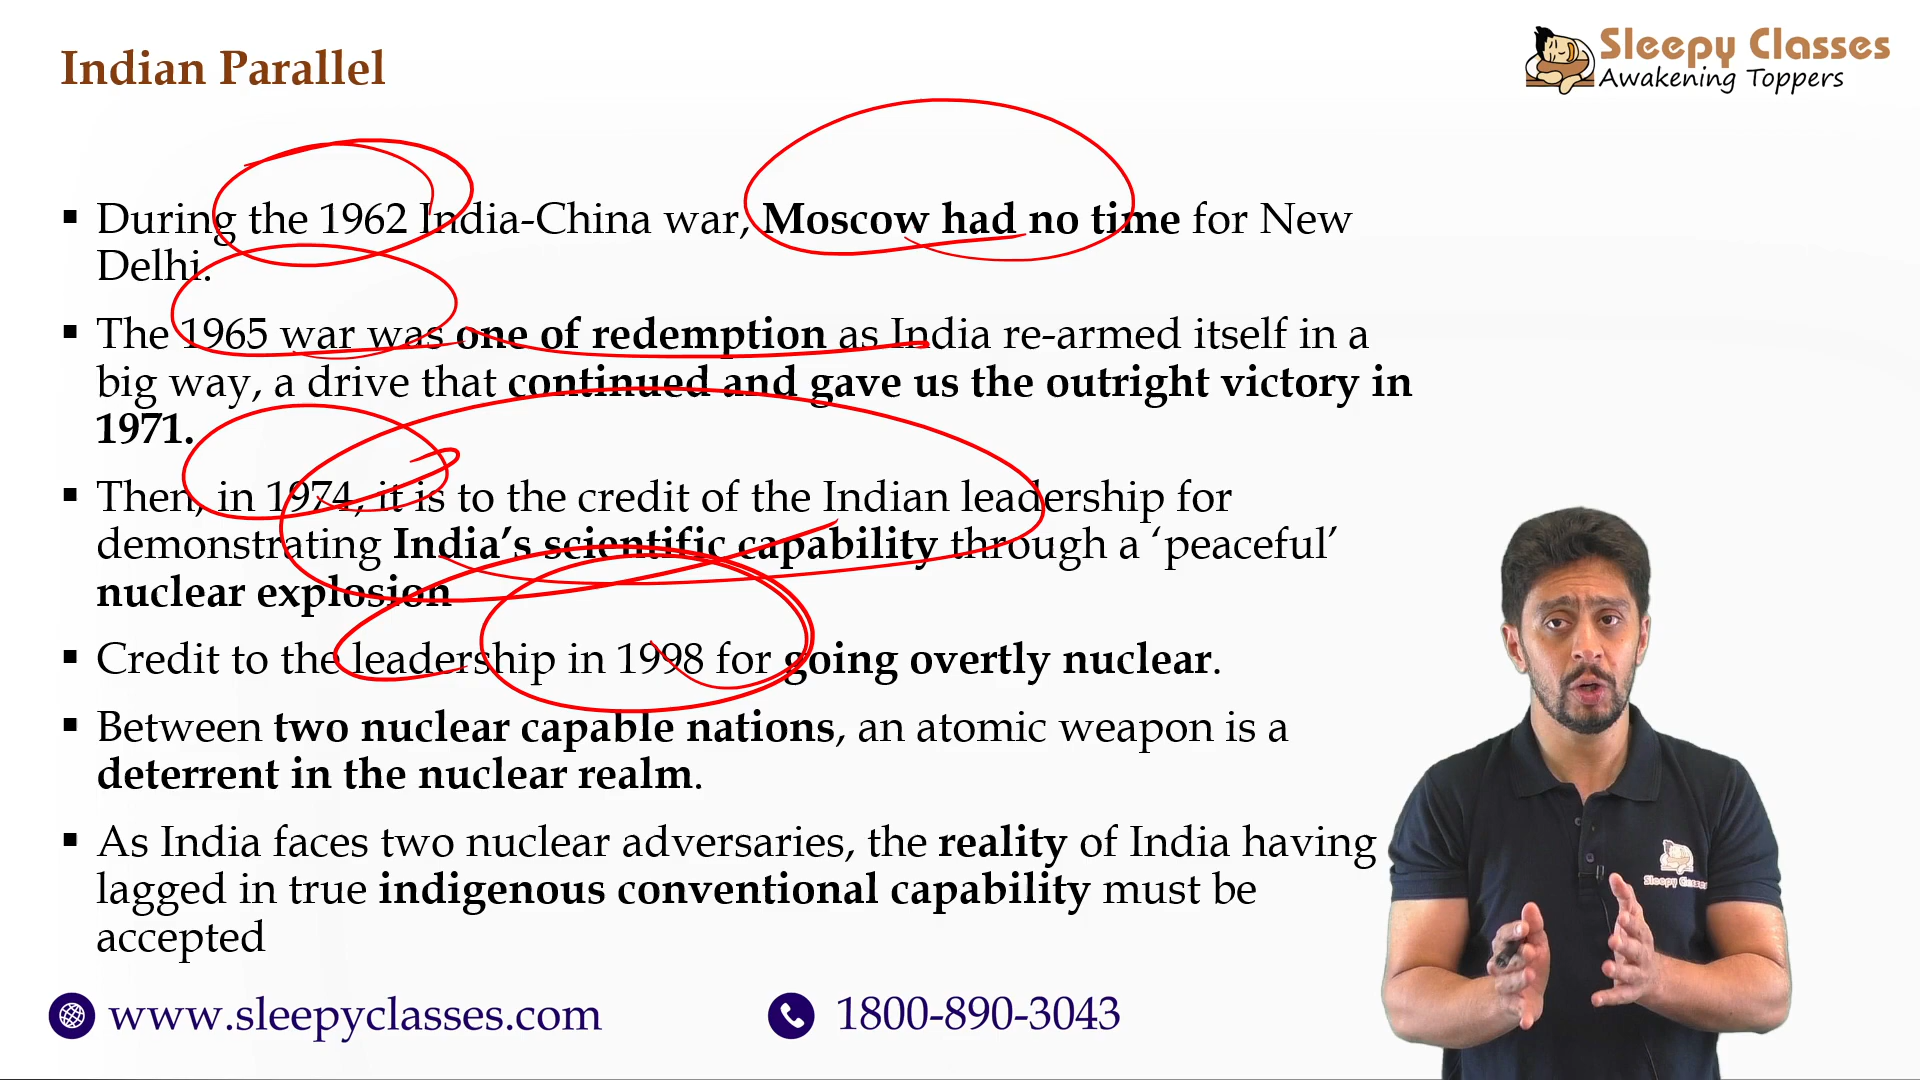 Indian Parallel
Sleepy Classes
Awakening Toppers
▪ During the 1962 India-China war, Moscow had no time for New
Delhi.
▪ The 1965 war was one of redemption as India re-armed itself in a
big way, a drive that continued and gave us the outright victory in
1971.
▪ Then, in 1974, it is to the credit of the Indian leadership for
demonstrating India’s scientific capability through a ‘peaceful’
nuclear explosion
▪ Credit to the leadership in 1998 for going overtly nuclear.
▪ Between two nuclear capable nations, an atomic weapon is a
deterrent in the nuclear realm.
▪ As India faces two nuclear adversaries, the reality of India having
lagged in true indigenous conventional capability must be
accepted
Sleepy Classes
www.sleepyclasses.com
1800-890-3043